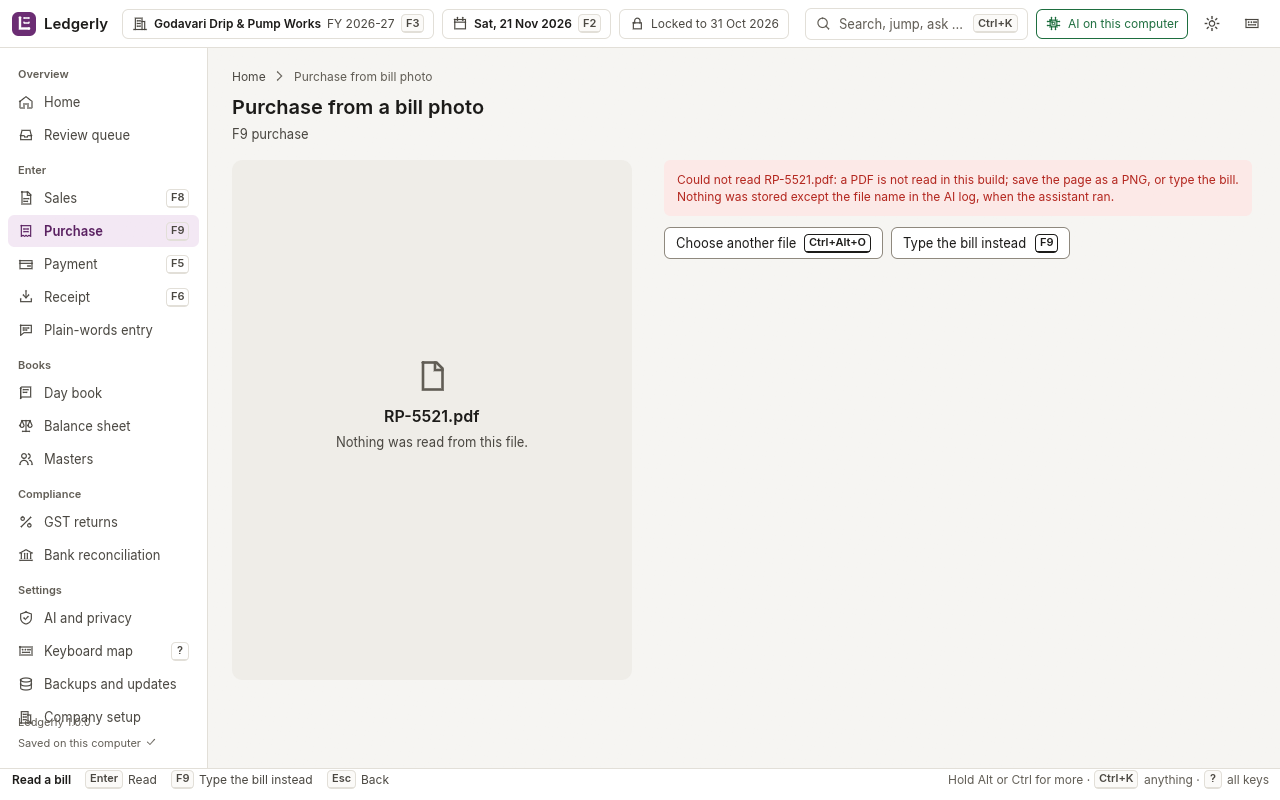 Ledgerly
Godavari Drip & Pump Works FY 2026-27 F3
Sat, 21 Nov 2026 F2
Locked to 31 Oct 2026
Search, jump, ask ... Ctrl+K
AI on this computer
Overview
Home
Review queue
Enter
Sales F8
Purchase F9
Payment F5
Receipt F6
Plain-words entry
Books
Day book
Balance sheet
Masters
Compliance
GST returns
Bank reconciliation
Settings
AI and privacy
Keyboard map ?
Backups and updates
Company setup
Ledgerly 1.0.0
Saved on this computer
Home Purchase from bill photo
Purchase from a bill photo
F9 purchase
RP-5521.pdf
Nothing was read from this file.
Could not read RP-5521.pdf: a PDF is not read in this build; save the page as a PNG, or type the bill.
Nothing was stored except the file name in the AI log, when the assistant ran.
Choose another file Ctrl+Alt+O
Type the bill instead F9
Read a bill Enter Read F9 Type the bill instead Esc Back
Hold Alt or Ctrl for more · Ctrl+K anything · ? all keys